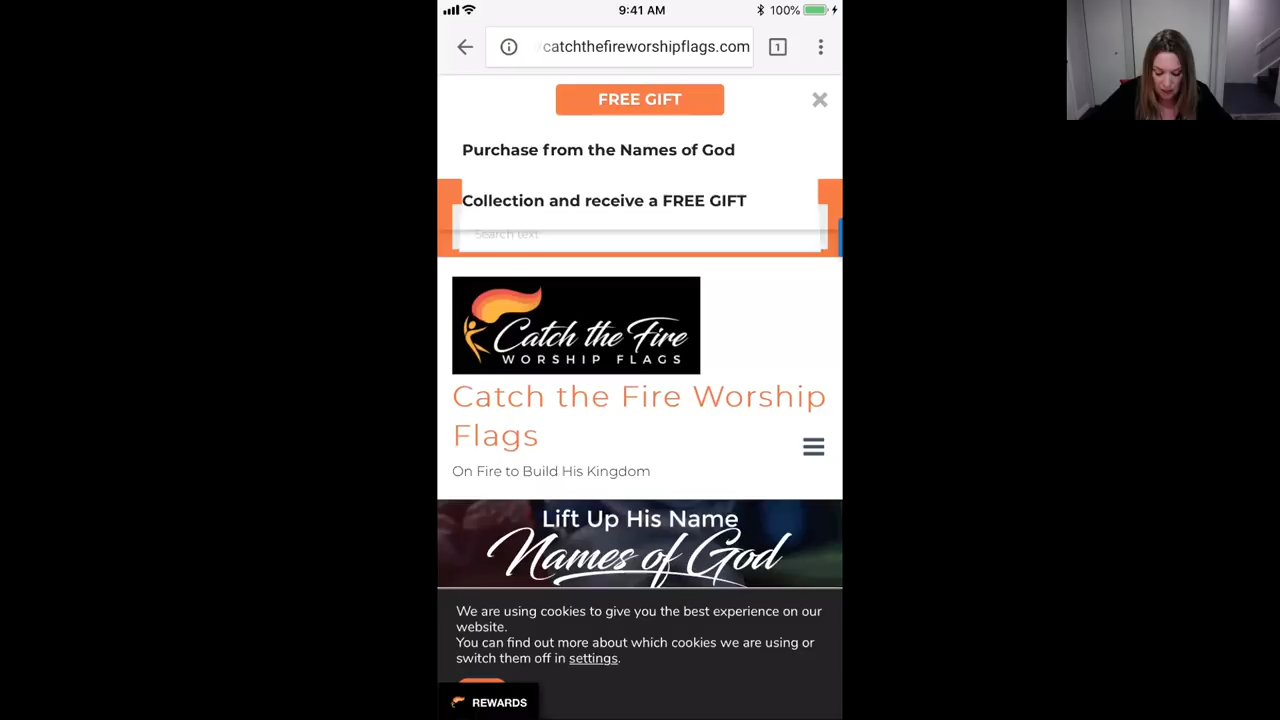 9:41 AM
100%
catchthefireworshipflags.com
1
FREE GIFT
Purchase from the Names of God
Collection and receive a FREE GIFT
Search text
Catch the Fire
WORSHIP FLAGS
Catch the Fire Worship
Flags
On Fire to Build His Kingdom
Lift Up His Name
Names of God
We are using cookies to give you the best experience on our
website.
You can find out more about which cookies we are using or
switch them off in settings.
REWARDS